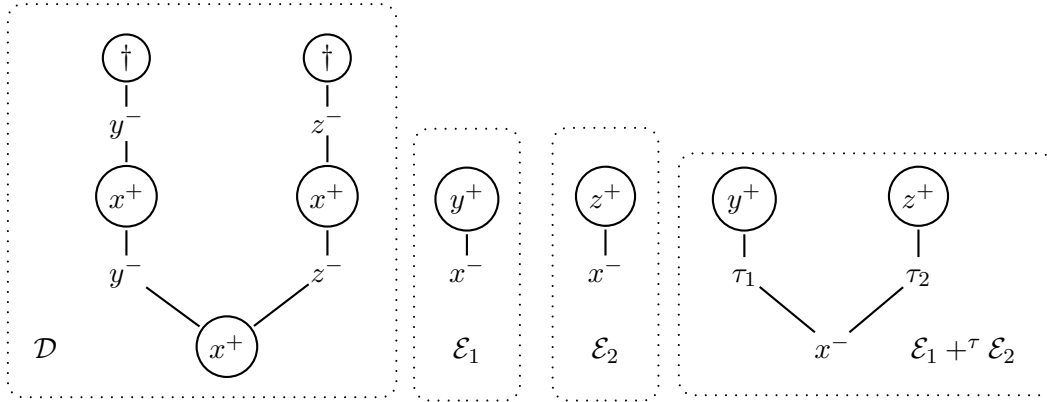 † †
y⁻ z⁻
x⁺ x⁺ y⁺ z⁺ y⁺ z⁺
y⁻ z⁻ x⁻ x⁻ τ₁ τ₂
𝒟 x⁺ ℰ₁ ℰ₂ x⁻ ℰ₁ +^τ ℰ₂